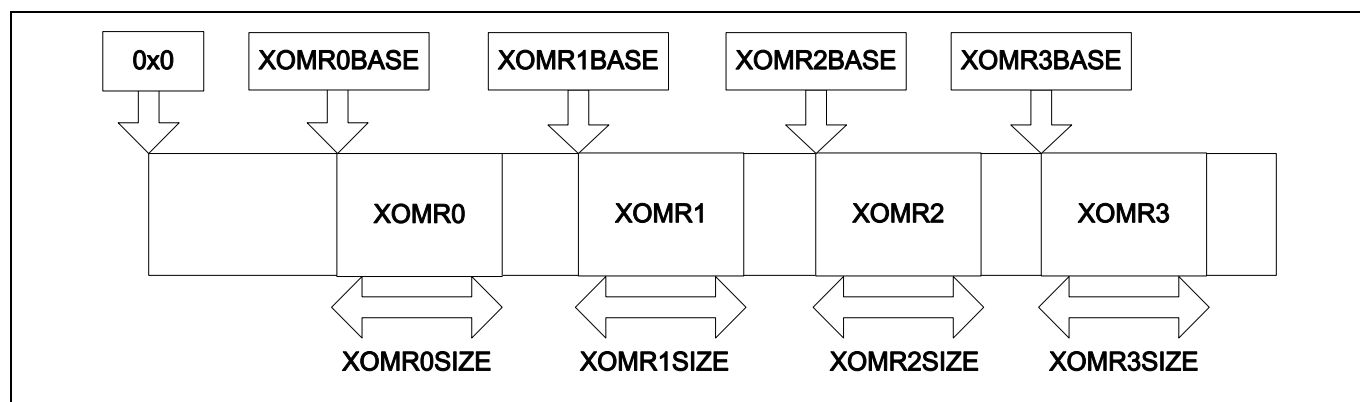 0x0
XOMR0BASE
XOMR1BASE
XOMR2BASE
XOMR3BASE
XOMR0
XOMR1
XOMR2
XOMR3
XOMR0SIZE
XOMR1SIZE
XOMR2SIZE
XOMR3SIZE